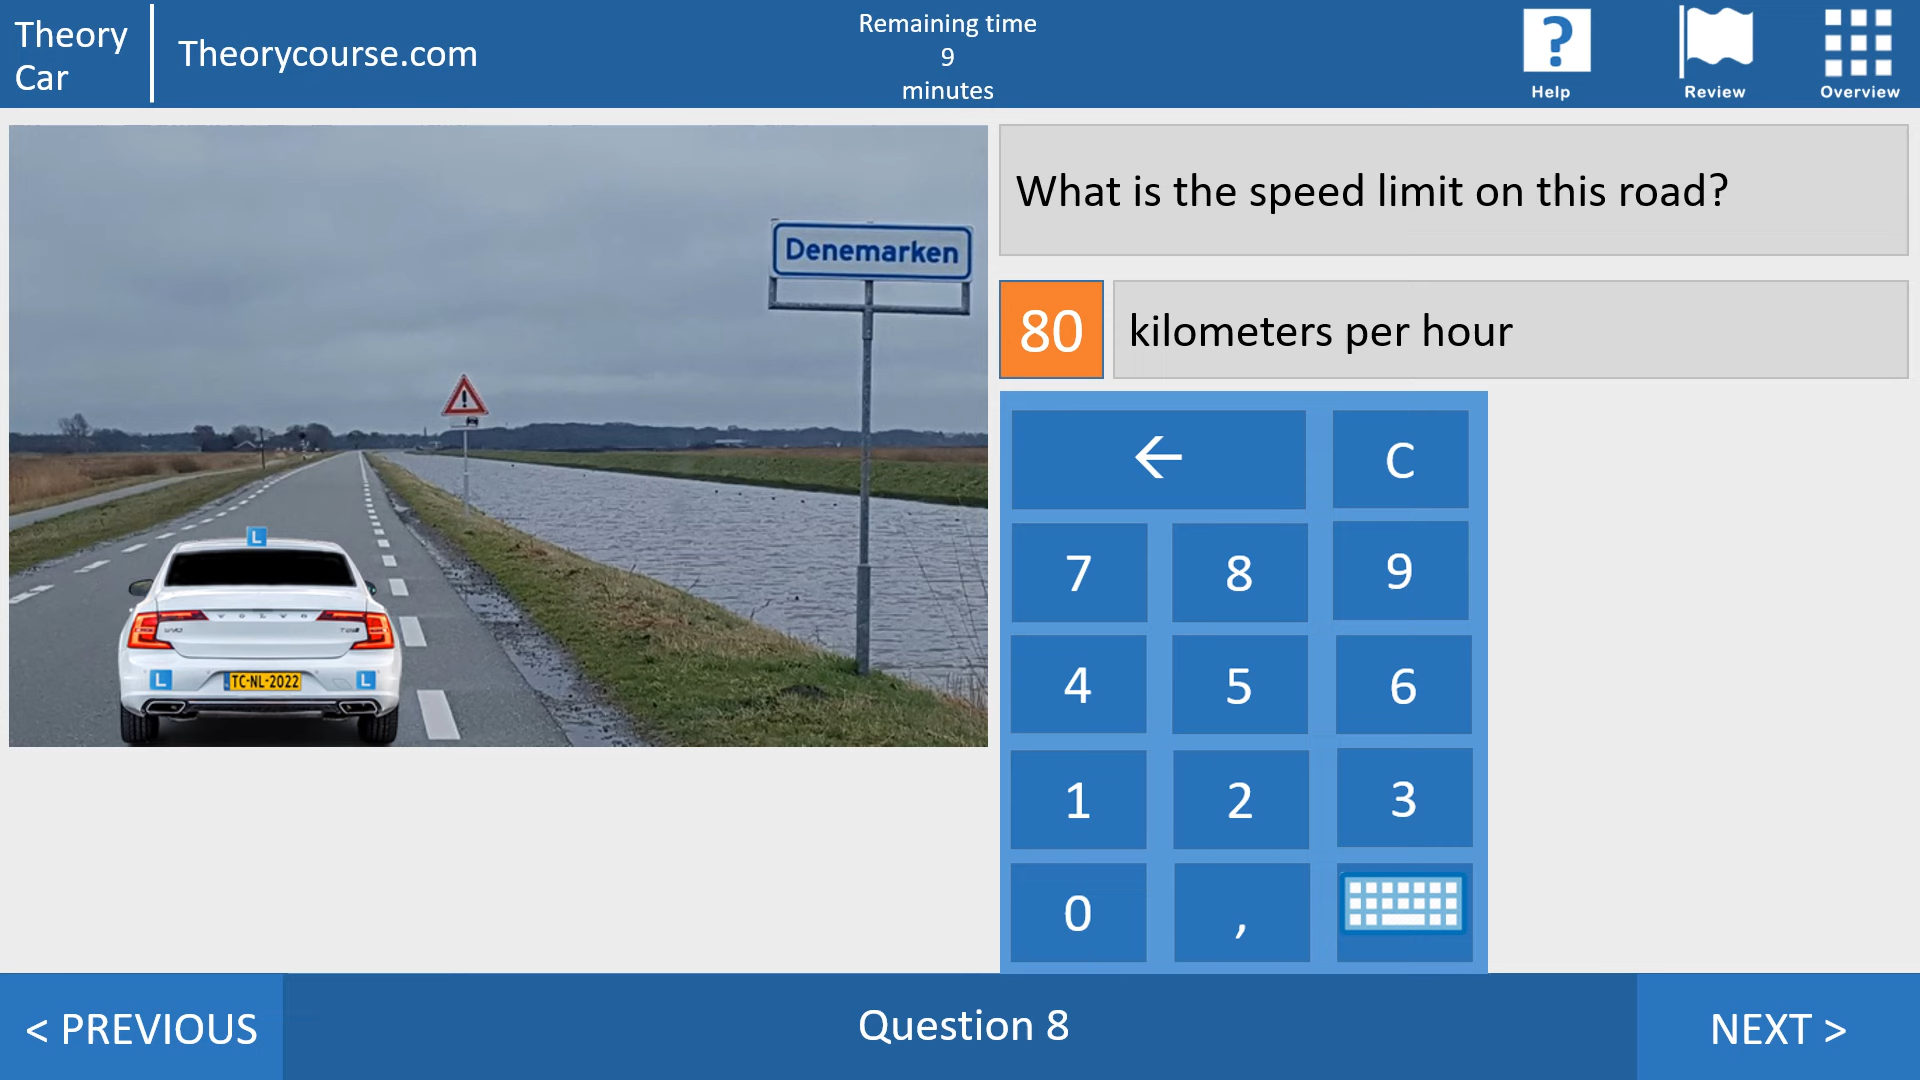 Theory
Car
Theorycourse.com
Remaining time
9
minutes
?
Help
Review
Overview
Denemarken
L
VOLVO
L
L
TC-NL-2022
What is the speed limit on this road?
80
kilometers per hour
← C
7 8 9
4 5 6
1 2 3
0 ,
< PREVIOUS
Question 8
NEXT >